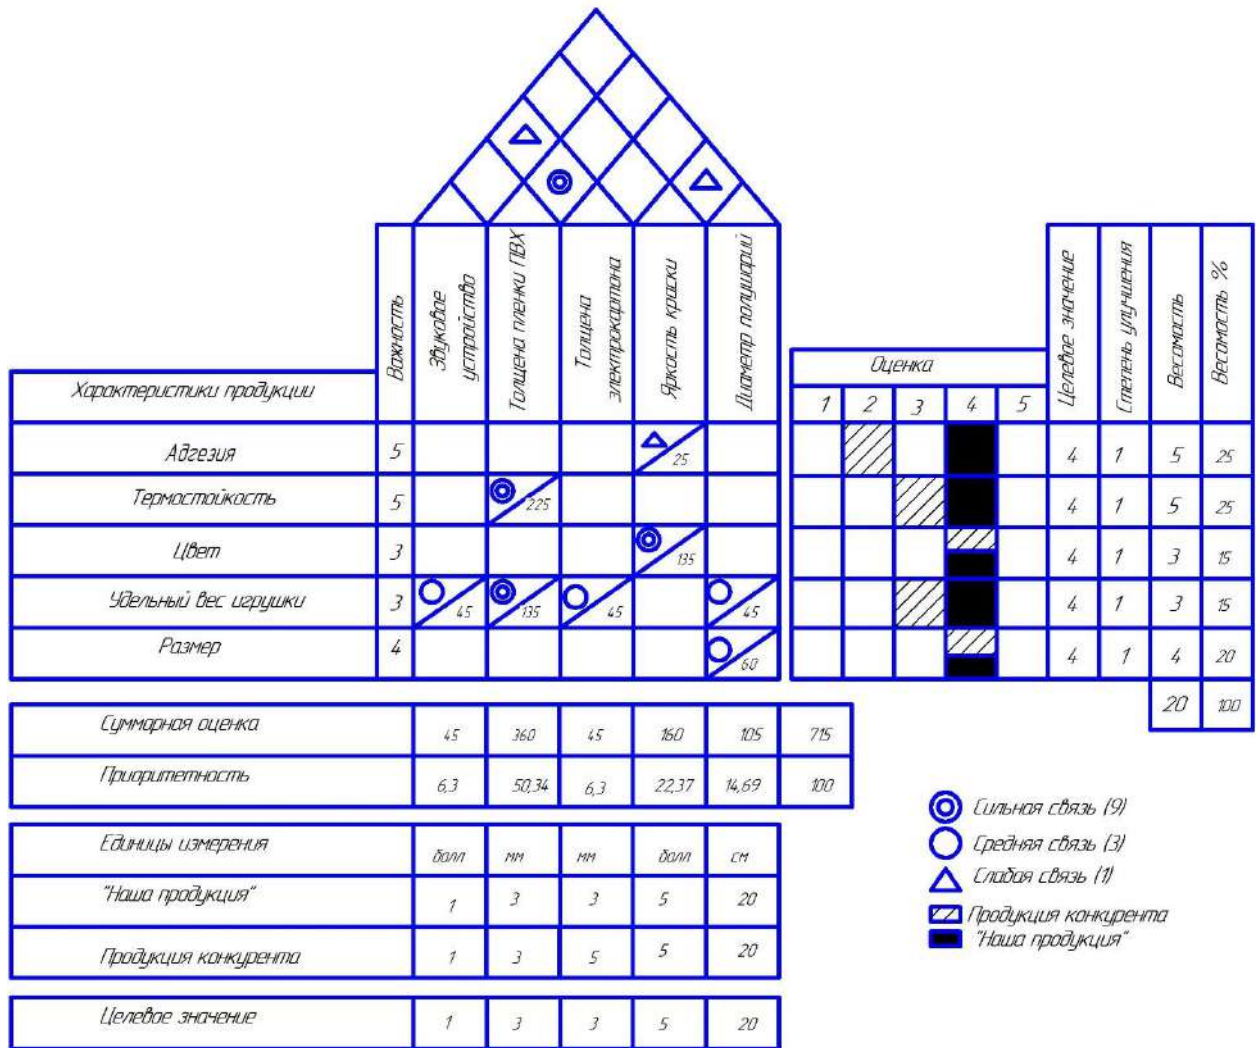 Важность
Звуковое
устройство
Толщена пленки ПВХ
Толщена
электрокартона
Яркость краски
Диаметр полушарий
Целевое значение
Степень улучшения
Весомость
Весомость %
Характеристики продукции
Оценка
1 2 3 4 5
Адгезия 5 25 4 1 5 25
Термостойкость 5 225 4 1 5 25
Цвет 3 135 4 1 3 15
Удельный вес игрушки 3 45 135 45 45 4 1 3 15
Размер 4 60 4 1 4 20
20 100
Суммарная оценка 45 360 45 160 105 715
Приоритетность 6,3 50,34 6,3 22,37 14,69 100
Единицы измерения балл мм мм балл см
"Наша продукция" 1 3 3 5 20
Продукция конкурента 1 3 5 5 20
Целевое значение 1 3 3 5 20
Сильная связь (9)
Средняя связь (3)
Слабая связь (1)
Продукция конкурента
"Наша продукция"